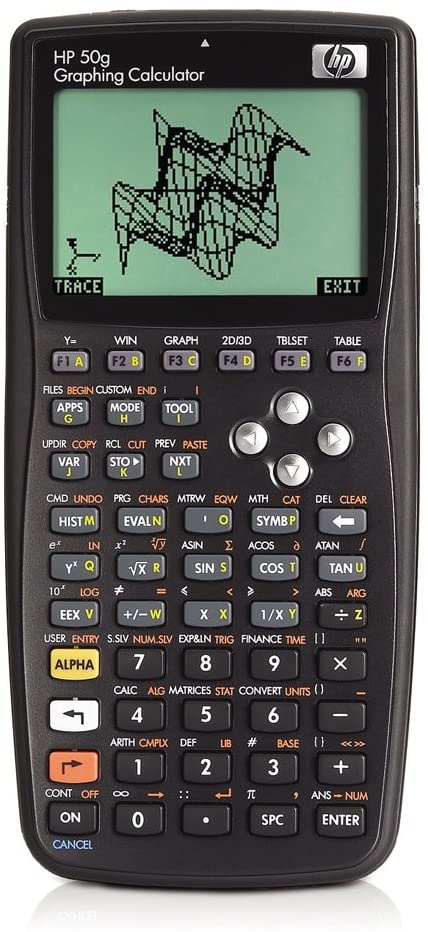 HP 50g
Graphing Calculator
hp
TRACE EXIT
Y= WIN GRAPH 2D/3D TBLSET TABLE
F1 A F2 B F3 C F4 D F5 E F6 F
FILES BEGIN CUSTOM END i I
APPS MODE TOOL
G H I
UPDIR COPY RCL CUT PREV PASTE
VAR STO▶ NXT
J K L
CMD UNDO PRG CHARS MTRW EQW MTH CAT DEL CLEAR
HIST M EVAL N ' O SYMB P ←
eˣ LN x² ˣ√y ASIN Σ ACOS ∂ ATAN ∫
Yˣ Q √X R SIN S COS T TAN U
10ˣ LOG ≠ = ≤ < ≥ > ABS ARG
EEX V +/− W X X 1/X Y ÷ Z
USER ENTRY S.SLV NUM.SLV EXP&LN TRIG FINANCE TIME [ ] " "
ALPHA 7 8 9 ×
CALC ALG MATRICES STAT CONVERT UNITS ( ) _
↰ 4 5 6 −
ARITH CMPLX DEF LIB # BASE { } « »
↱ 1 2 3 +
CONT OFF ∞ → : : ↵ π , ANS →NUM
ON 0 . SPC ENTER
CANCEL